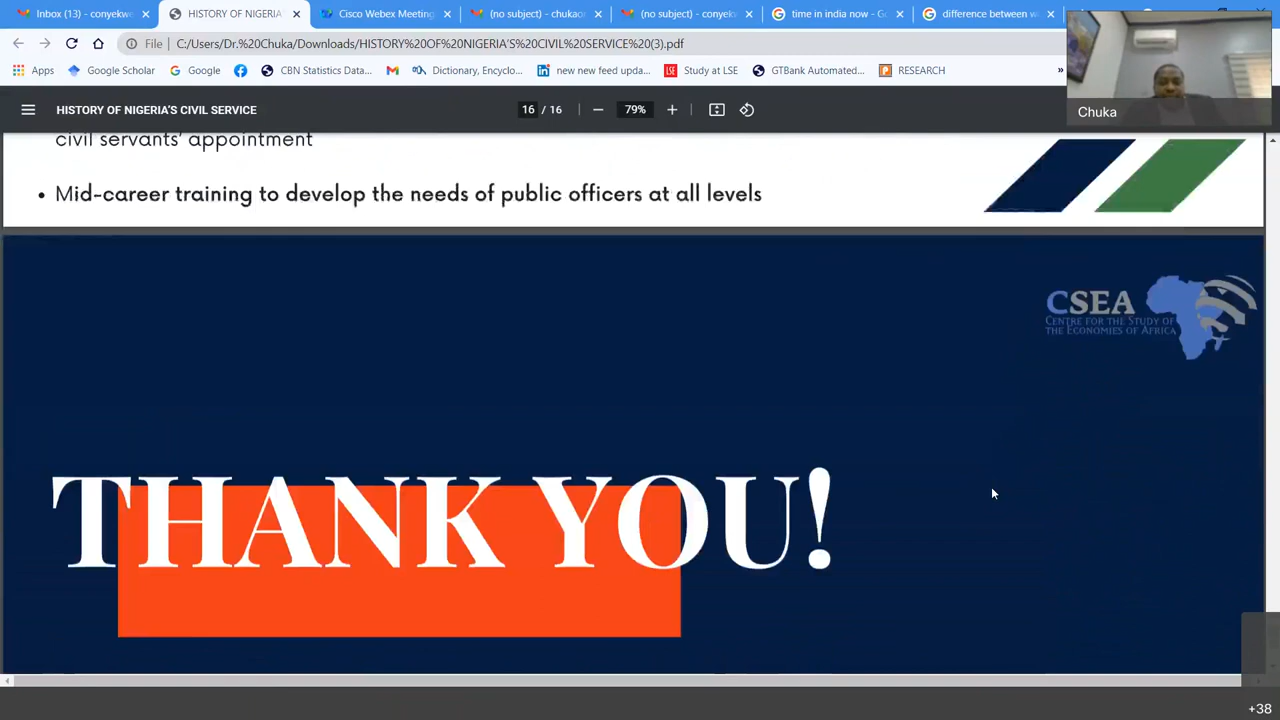 Inbox (13) - conyekw
HISTORY OF NIGERIA
Cisco Webex Meeting
(no subject) - chukaon
(no subject) - conyekw
time in india now - Go
difference between w
File | C:/Users/Dr.%20Chuka/Downloads/HISTORY%20OF%20NIGERIA'S%20CIVIL%20SERVICE%20(3).pdf
Apps
Google Scholar
Google
CBN Statistics Data...
Dictionary, Encyclo...
new new feed upda...
Study at LSE
GTBank Automated...
RESEARCH
»
Chuka
HISTORY OF NIGERIA'S CIVIL SERVICE
16 / 16
79%
civil servants' appointment
• Mid-career training to develop the needs of public officers at all levels
CSEA
CENTRE FOR THE STUDY OF
THE ECONOMIES OF AFRICA
THANK YOU!
+38